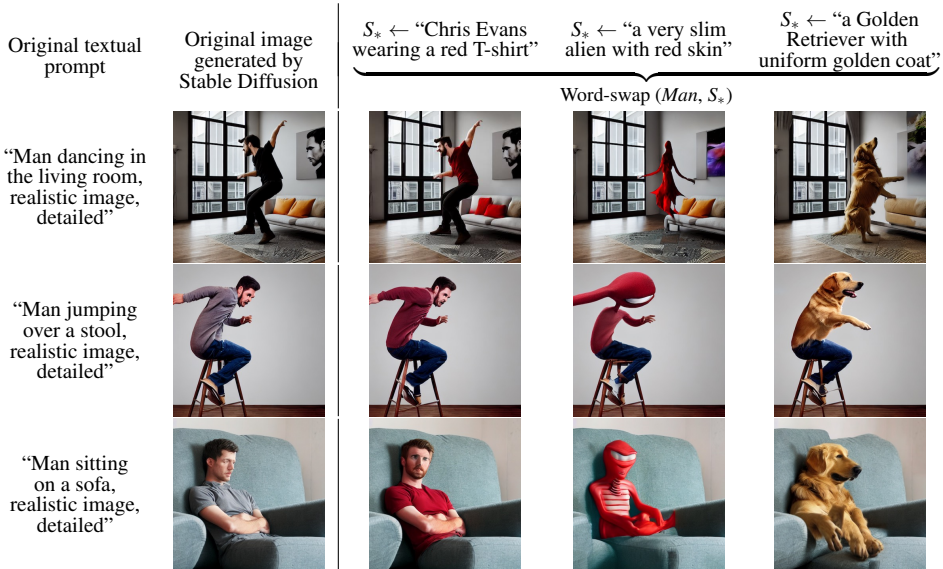 Original textual
prompt
Original image
generated by
Stable Diffusion
S* ← “Chris Evans
wearing a red T-shirt”
S* ← “a very slim
alien with red skin”
S* ← “a Golden
Retriever with
uniform golden coat”
Word-swap (Man, S*)
“Man dancing in
the living room,
realistic image,
detailed”
“Man jumping
over a stool,
realistic image,
detailed”
“Man sitting
on a sofa,
realistic image,
detailed”